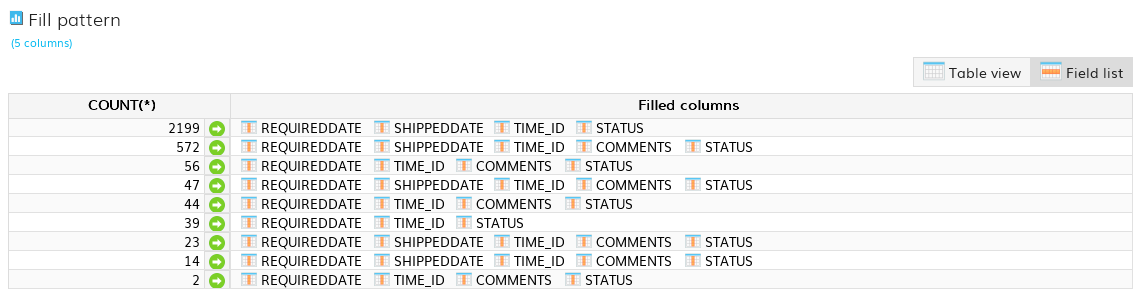 Fill pattern
(5 columns)
Table view Field list
COUNT(*) Filled columns
2199 REQUIREDDATE SHIPPEDDATE TIME_ID STATUS
572 REQUIREDDATE SHIPPEDDATE TIME_ID COMMENTS STATUS
56 REQUIREDDATE TIME_ID COMMENTS STATUS
47 REQUIREDDATE SHIPPEDDATE TIME_ID COMMENTS STATUS
44 REQUIREDDATE TIME_ID COMMENTS STATUS
39 REQUIREDDATE TIME_ID STATUS
23 REQUIREDDATE SHIPPEDDATE TIME_ID COMMENTS STATUS
14 REQUIREDDATE SHIPPEDDATE TIME_ID COMMENTS STATUS
2 REQUIREDDATE TIME_ID COMMENTS STATUS